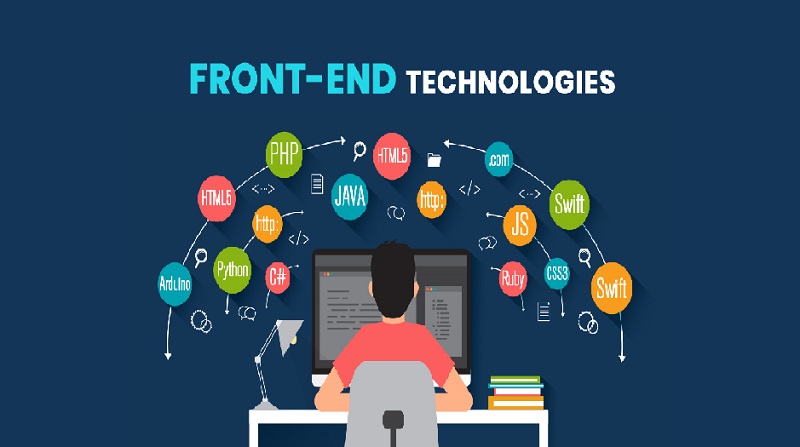 FRONT-END TECHNOLOGIES
PHP
HTML5
.com
HTML5
JAVA
http:
Swift
http:
JS
Arduino
Python
C#
Ruby
CSS3
Swift